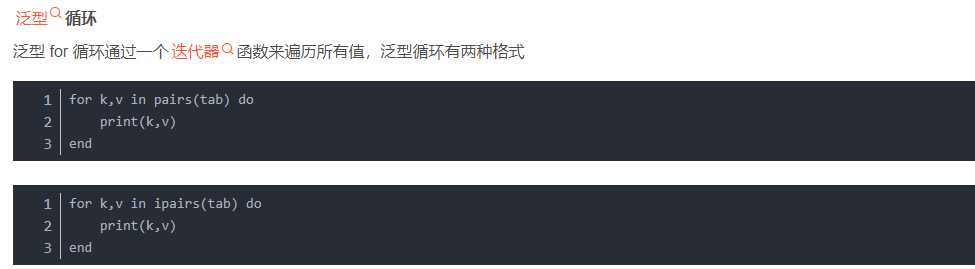 泛型循环
泛型 for 循环通过一个 迭代器 函数来遍历所有值，泛型循环有两种格式
1 for k,v in pairs(tab) do
2     print(k,v)
3 end
1 for k,v in ipairs(tab) do
2     print(k,v)
3 end